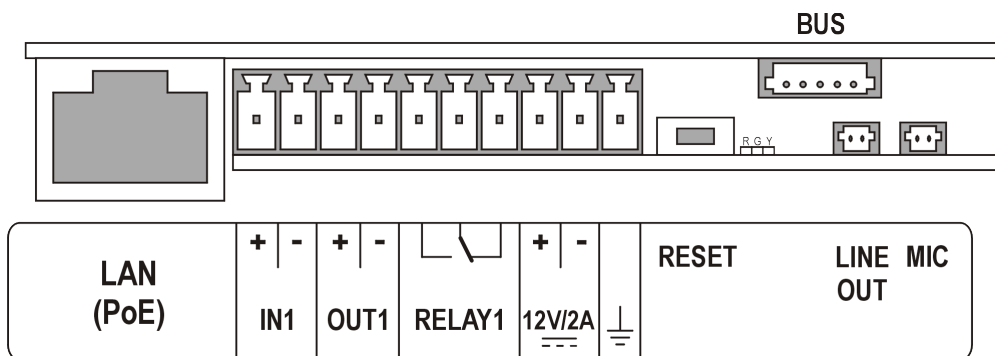 BUS
R G Y
+ - + - + -
LAN
(PoE)
IN1
OUT1
RELAY1
12V/2A
RESET
LINE
OUT
MIC